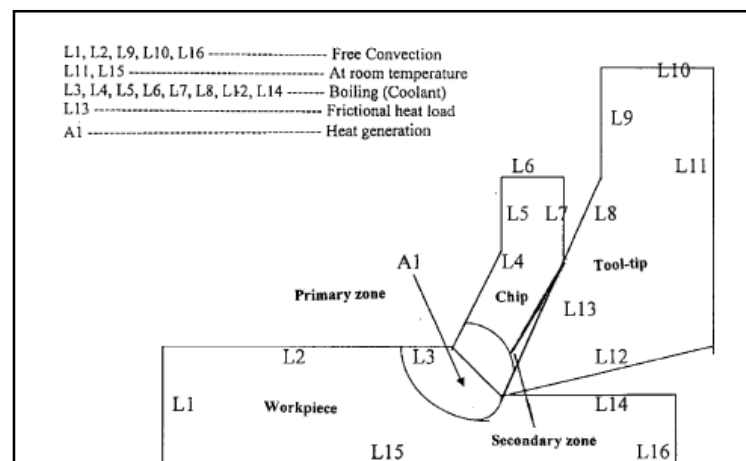 L1, L2, L9, L10, L16 ---------------------- Free Convection
L11, L15 -------------------------------------- At room temperature
L3, L4, L5, L6, L7, L8, L12, L14 -------- Boiling (Coolant)
L13 --------------------------------------------- Frictional heat load
A1 ---------------------------------------------- Heat generation
L10
L9
L11
L6
L5
L7
L8
A1
L4
Tool-tip
Primary zone
Chip
L13
L2
L3
L12
L1
Workpiece
L14
Secondary zone
L15
L16